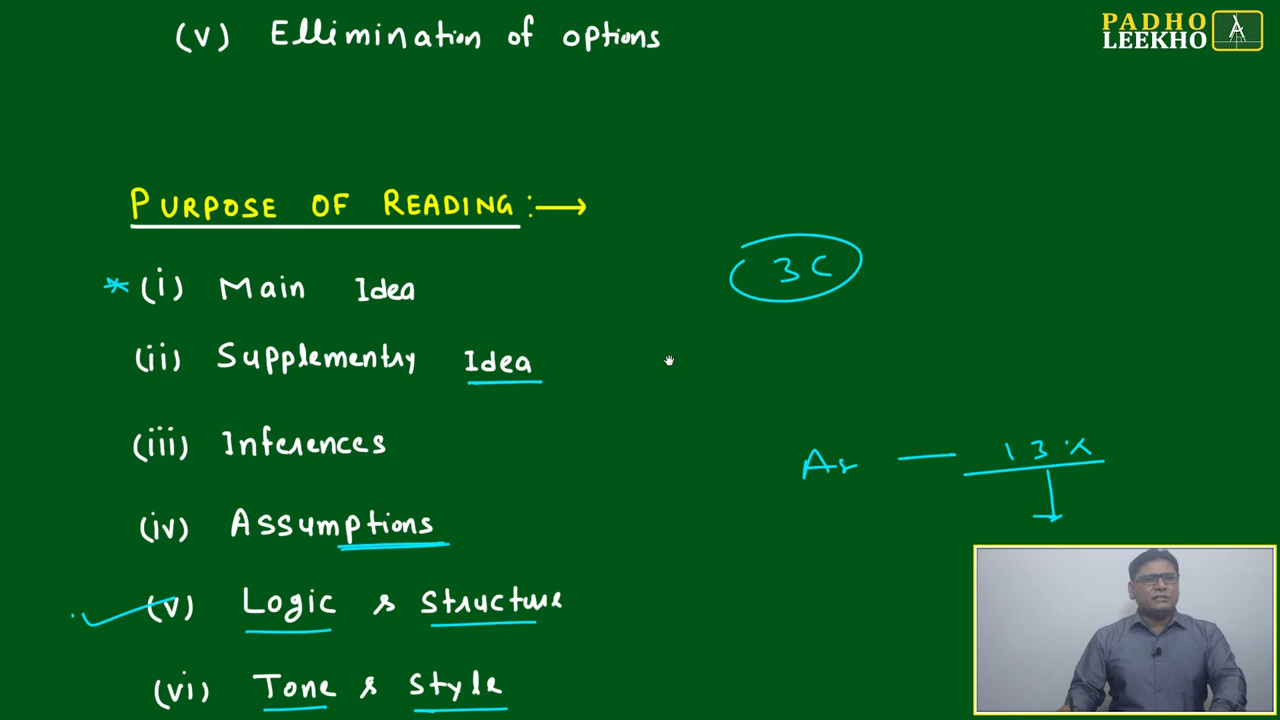 (v) Ellimination of options
PADHO
LEEKHO
PURPOSE OF READING :→
* (i) Main Idea
3C
(ii) Supplementry Idea
(iii) Inferences
As — 13%
(iv) Assumptions
(v) Logic & Structure
(vi) Tone & Style